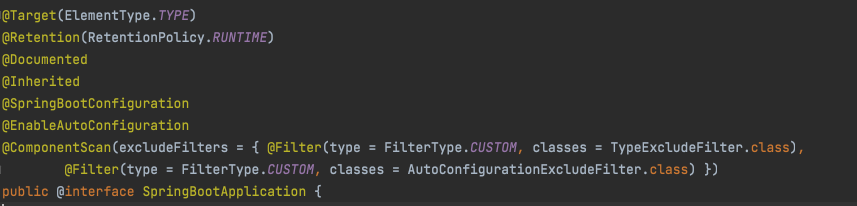 @Target(ElementType.TYPE)
@Retention(RetentionPolicy.RUNTIME)
@Documented
@Inherited
@SpringBootConfiguration
@EnableAutoConfiguration
@ComponentScan(excludeFilters = { @Filter(type = FilterType.CUSTOM, classes = TypeExcludeFilter.class),
@Filter(type = FilterType.CUSTOM, classes = AutoConfigurationExcludeFilter.class) })
public @interface SpringBootApplication {